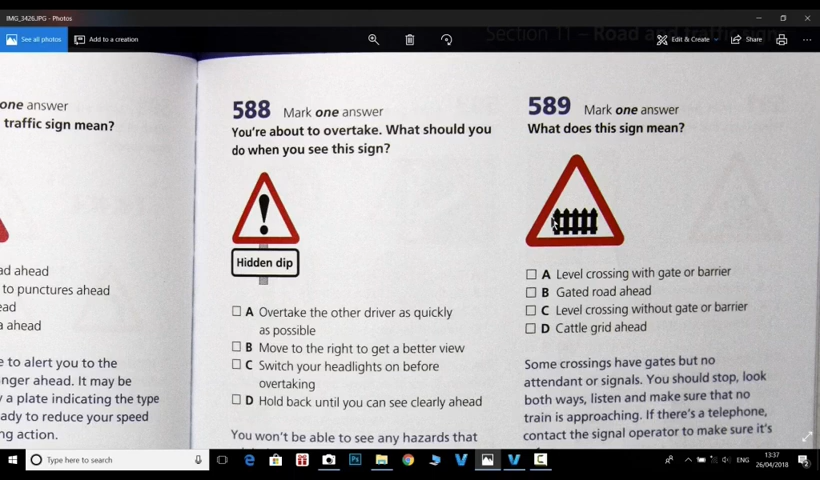 IMG_3426.JPG - Photos
See all photos
Add to a creation
Edit & Create
Share
Section 11 – Road and traffic
one answer
traffic sign mean?
ad ahead
to punctures ahead
ead
a ahead
e to alert you to the
nger ahead. It may be
y a plate indicating the type
ady to reduce your speed
ng action.
588 Mark one answer
You're about to overtake. What should you
do when you see this sign?
!
Hidden dip
A Overtake the other driver as quickly
as possible
B Move to the right to get a better view
C Switch your headlights on before
overtaking
D Hold back until you can see clearly ahead
You won't be able to see any hazards that
589 Mark one answer
What does this sign mean?
A Level crossing with gate or barrier
B Gated road ahead
C Level crossing without gate or barrier
D Cattle grid ahead
Some crossings have gates but no
attendant or signals. You should stop, look
both ways, listen and make sure that no
train is approaching. If there's a telephone,
contact the signal operator to make sure it's
Type here to search
Ps
ENG
13:37
26/04/2018
2